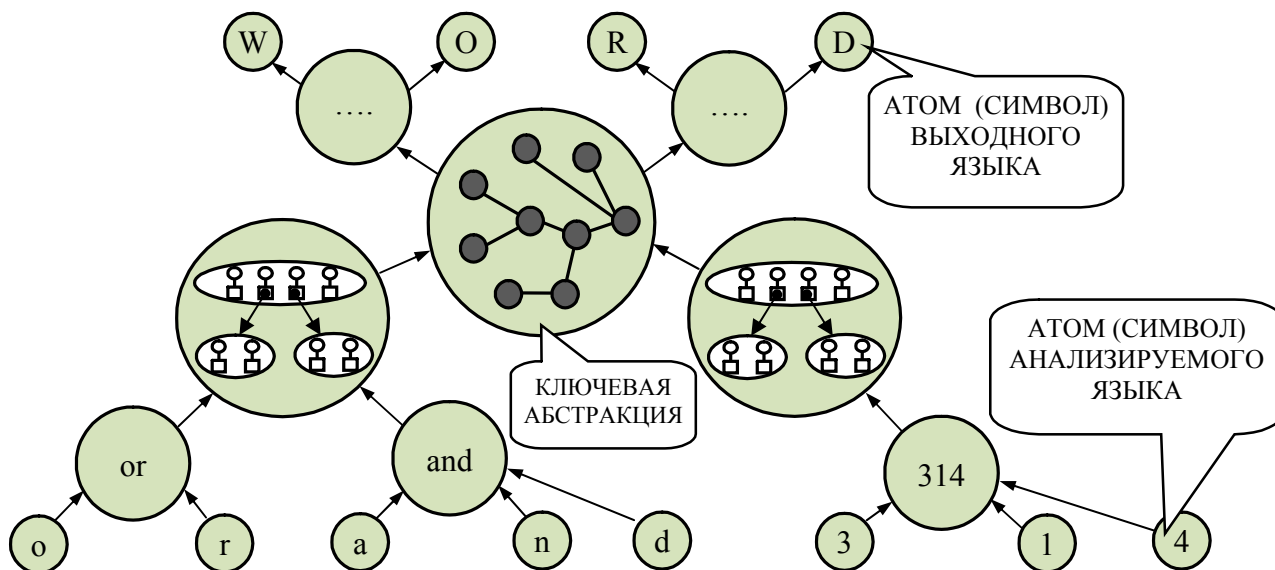 W
O
R
D
….
….
АТОМ (СИМВОЛ)
ВЫХОДНОГО
ЯЗЫКА
АТОМ (СИМВОЛ)
АНАЛИЗИРУЕМОГО
ЯЗЫКА
КЛЮЧЕВАЯ
АБСТРАКЦИЯ
or
and
314
o
r
a
n
d
3
1
4